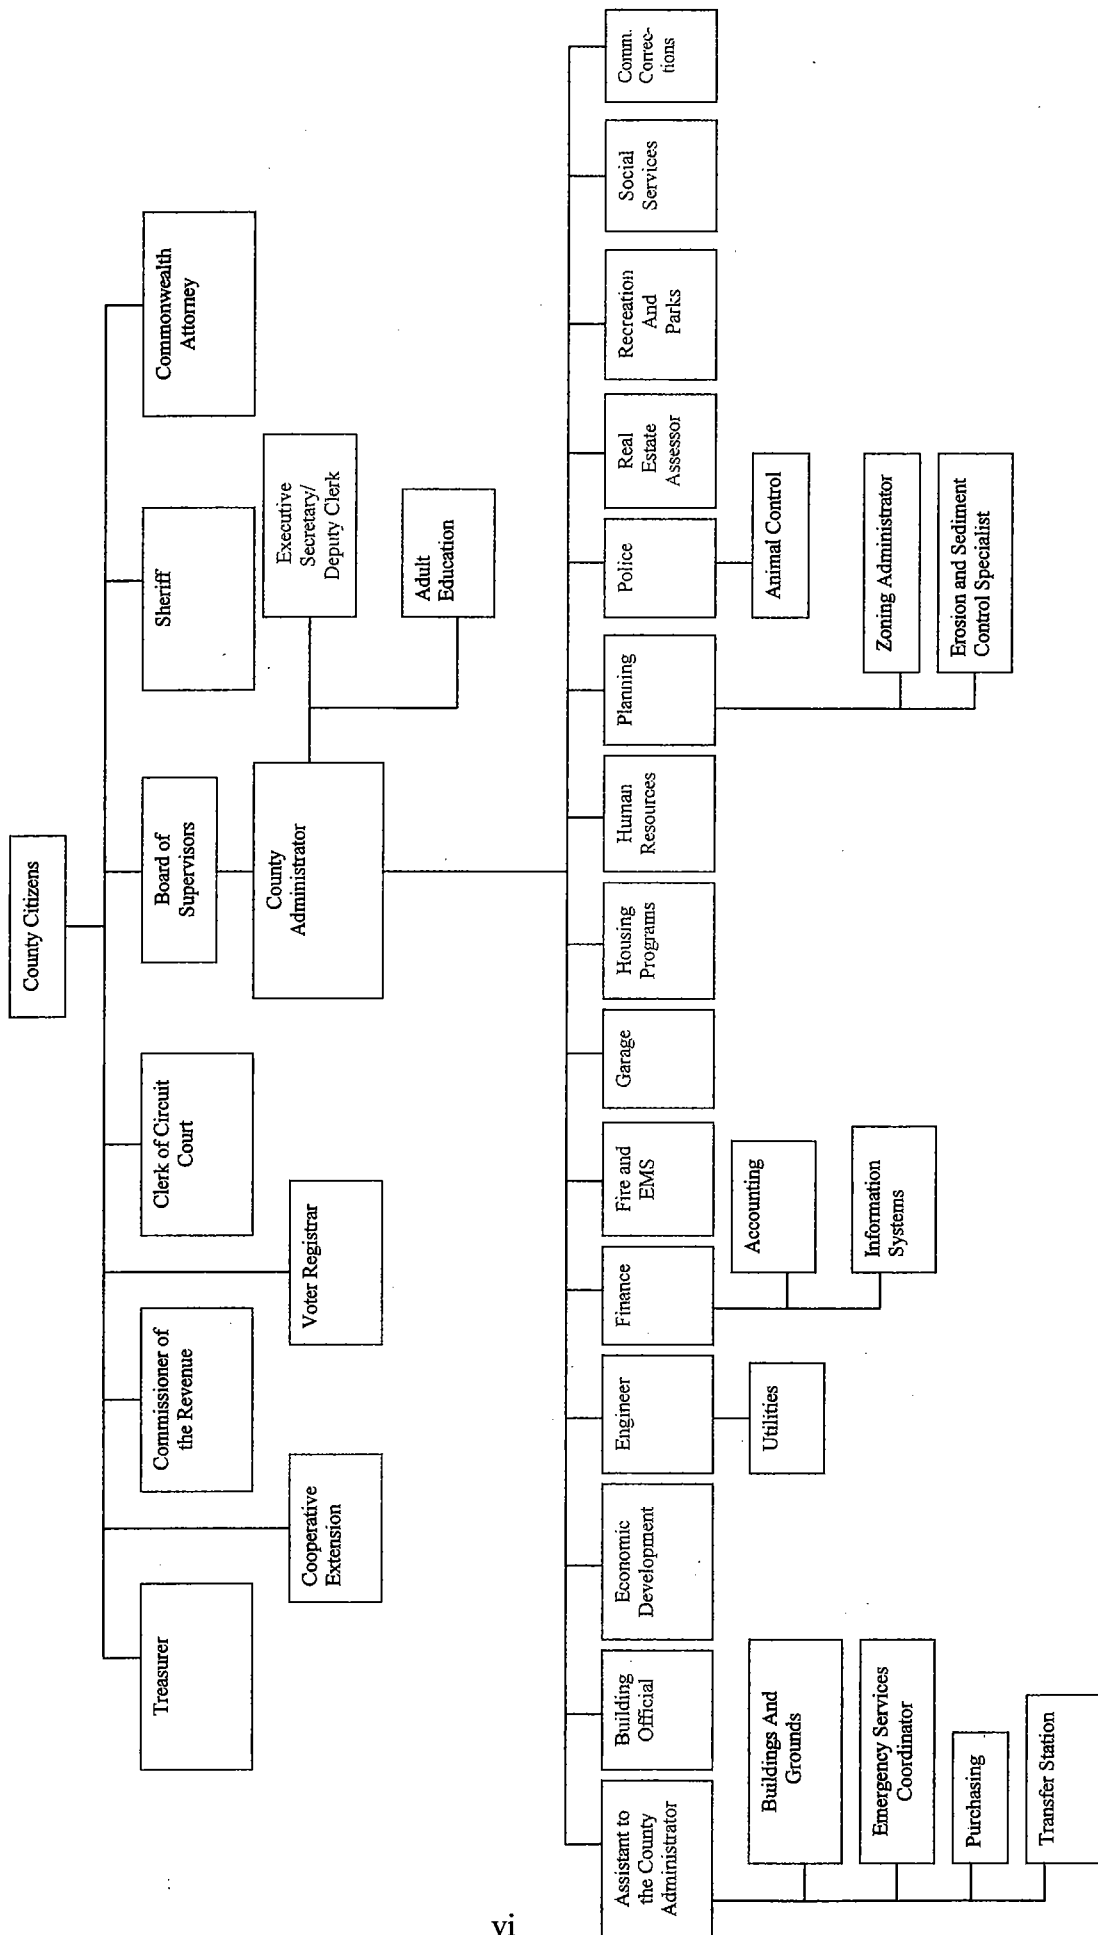 County Citizens
Treasurer
Commissioner of
the Revenue
Clerk of Circuit
Court
Board of
Supervisors
Sheriff
Commonwealth
Attorney
Cooperative
Extension
Voter Registrar
County
Administrator
Executive
Secretary/
Deputy Clerk
Adult
Education
Assistant to
the County
Administrator
Building
Official
Economic
Development
Engineer
Finance
Fire and
EMS
Garage
Housing
Programs
Human
Resources
Planning
Police
Real
Estate
Assessor
Recreation
And
Parks
Social
Services
Comm.
Correc-
tions
Buildings And
Grounds
Emergency Services
Coordinator
Purchasing
Transfer Station
Utilities
Accounting
Information
Systems
Zoning Administrator
Erosion and Sediment
Control Specialist
Animal Control
vi